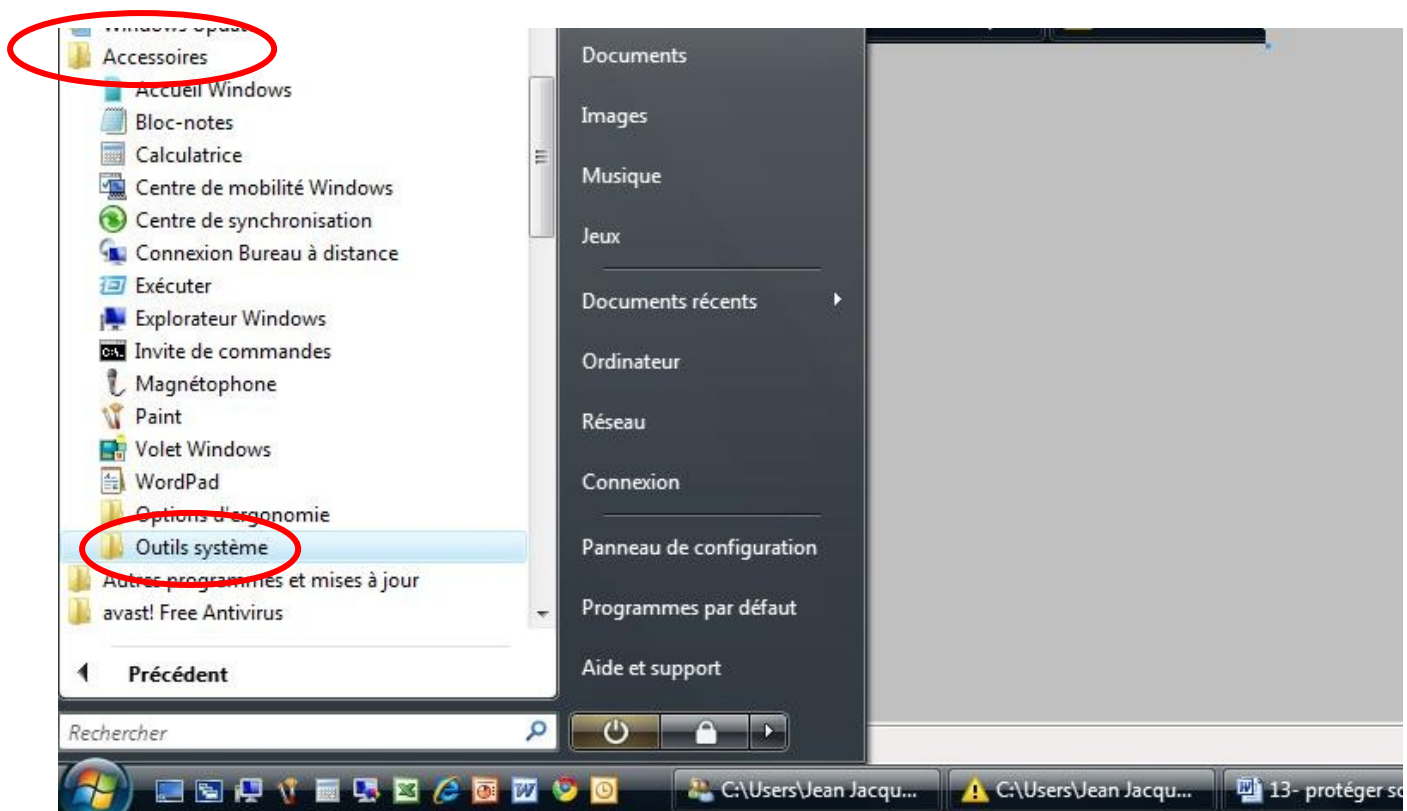 Windows Update
Accessoires
Accueil Windows
Bloc-notes
Calculatrice
Centre de mobilité Windows
Centre de synchronisation
Connexion Bureau à distance
Exécuter
Explorateur Windows
Invite de commandes
Magnétophone
Paint
Volet Windows
WordPad
Options d'ergonomie
Outils système
Autres programmes et mises à jour
avast! Free Antivirus
Précédent
Rechercher
Documents
Images
Musique
Jeux
Documents récents
Ordinateur
Réseau
Connexion
Panneau de configuration
Programmes par défaut
Aide et support
C:\Users\Jean Jacqu...
C:\Users\Jean Jacqu...
13- protéger so